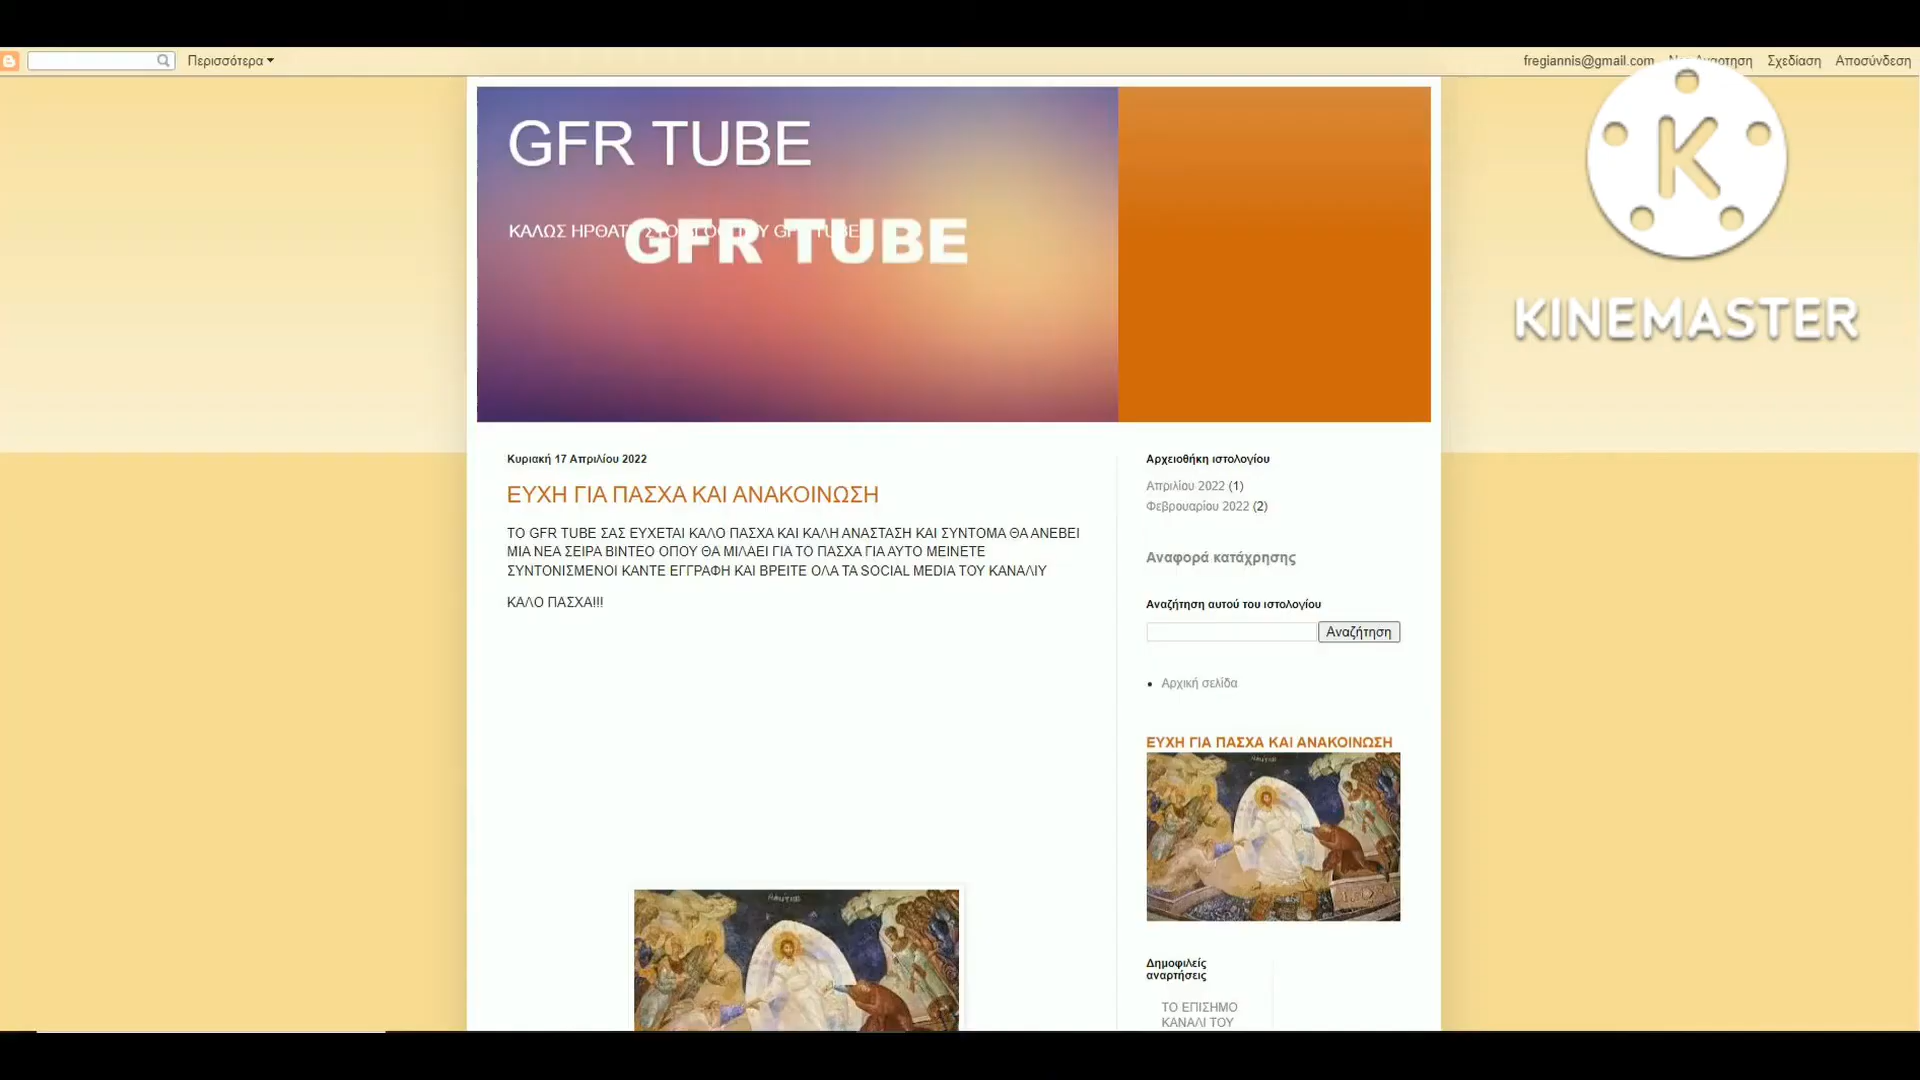 Περισσότερα
fregiannis@gmail.com
Σχεδίαση
Αποσύνδεση
GFR TUBE
ΚΑΛΩΣ ΗΡΘΑΤ
GFR TUBE
KINEMASTER
Κυριακή 17 Απριλίου 2022
ΕΥΧΗ ΓΙΑ ΠΑΣΧΑ ΚΑΙ ΑΝΑΚΟΙΝΩΣΗ
ΤΟ GFR TUBE ΣΑΣ ΕΥΧΕΤΑΙ ΚΑΛΟ ΠΑΣΧΑ ΚΑΙ ΚΑΛΗ ΑΝΑΣΤΑΣΗ ΚΑΙ ΣΥΝΤΟΜΑ ΘΑ ΑΝΕΒΕΙ
ΜΙΑ ΝΕΑ ΣΕΙΡΑ ΒΙΝΤΕΟ ΟΠΟΥ ΘΑ ΜΙΛΑΕΙ ΓΙΑ ΤΟ ΠΑΣΧΑ ΓΙΑ ΑΥΤΟ ΜΕΙΝΕΤΕ
ΣΥΝΤΟΝΙΣΜΕΝΟΙ ΚΑΝΤΕ ΕΓΓΡΑΦΗ ΚΑΙ ΒΡΕΙΤΕ ΟΛΑ ΤΑ SOCIAL MEDIA ΤΟΥ ΚΑΝΑΛΙΥ
ΚΑΛΟ ΠΑΣΧΑ!!!
Αρχειοθήκη ιστολογίου
Απριλίου 2022 (1)
Φεβρουαρίου 2022 (2)
Αναφορά κατάχρησης
Αναζήτηση αυτού του ιστολογίου
Αναζήτηση
Αρχική σελίδα
ΕΥΧΗ ΓΙΑ ΠΑΣΧΑ ΚΑΙ ΑΝΑΚΟΙΝΩΣΗ
Δημοφιλείς
αναρτήσεις
ΤΟ ΕΠΙΣΗΜΟ
ΚΑΝΑΛΙ ΤΟΥ